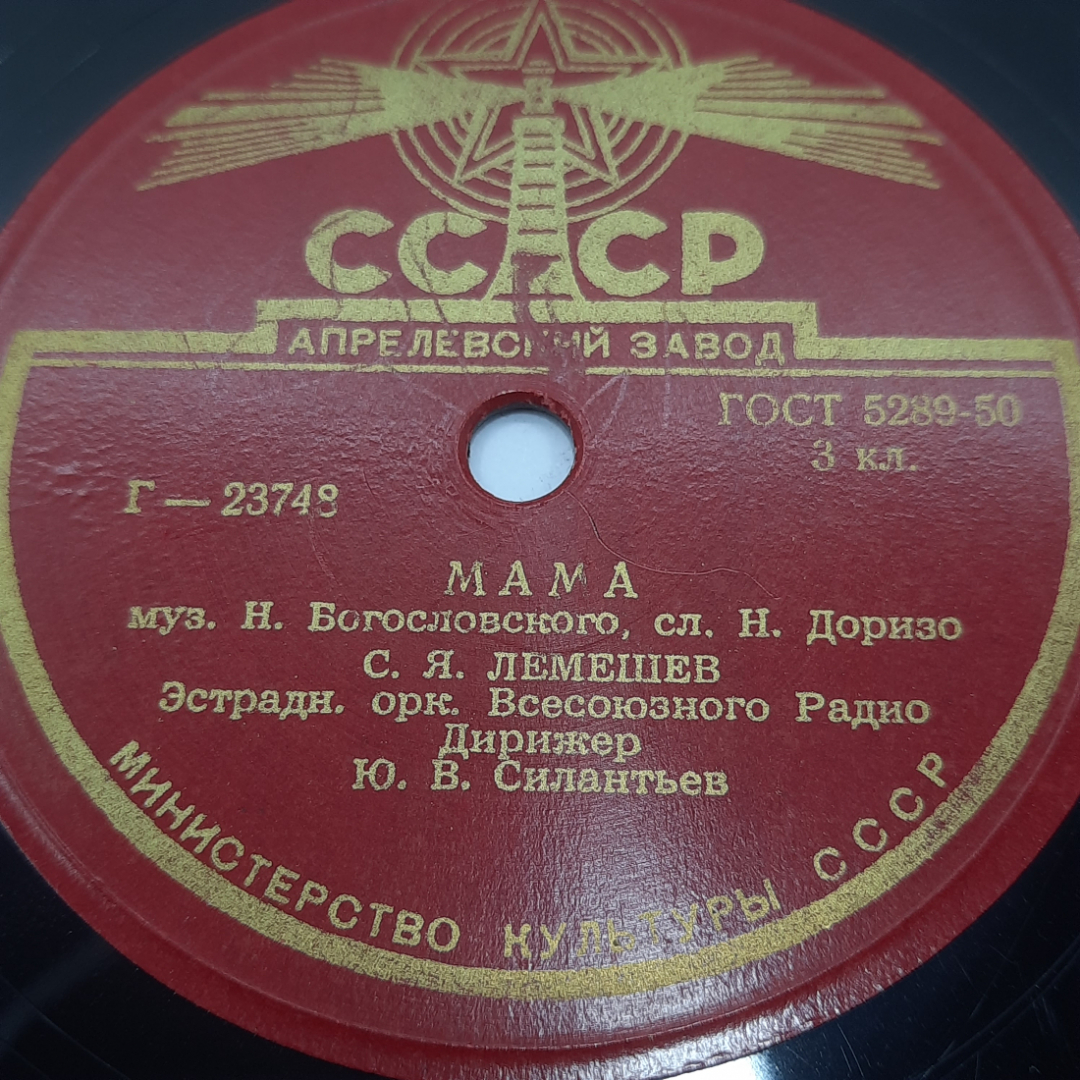 СССР
АПРЕЛЕВСКИЙ ЗАВОД
ГОСТ 5289-50
3 кл.
Г — 23748
МАМА
муз. Н. Богословского, сл. Н. Доризо
С. Я. ЛЕМЕШЕВ
Эстрадн. орк. Всесоюзного Радио
Дирижер
Ю. В. Силантьев
МИНИСТЕРСТВО КУЛЬТУРЫ СССР